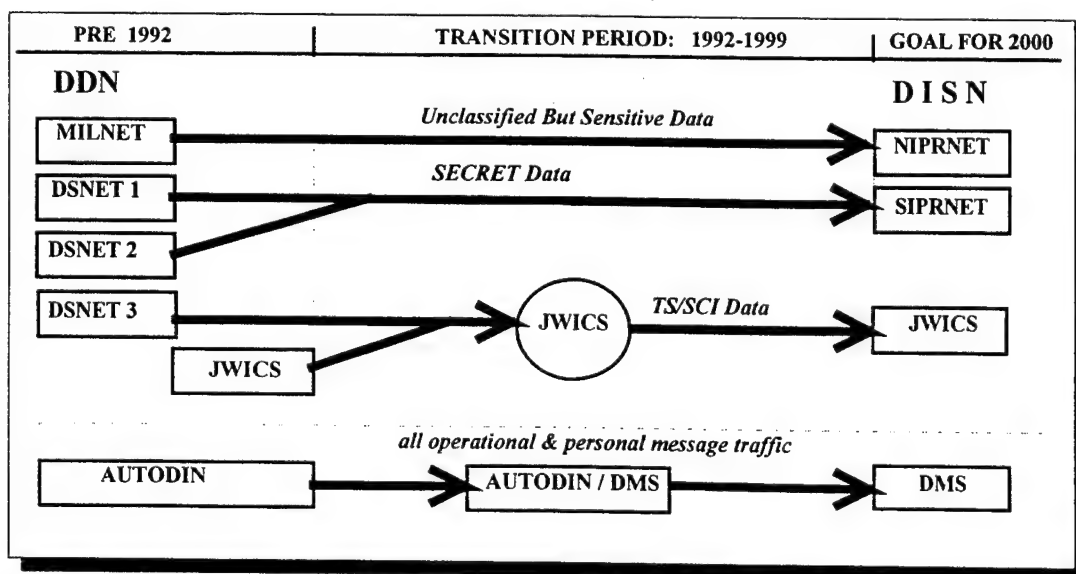 PRE 1992
TRANSITION PERIOD: 1992-1999
GOAL FOR 2000
DDN
D I S N
Unclassified But Sensitive Data
MILNET
NIPRNET
SECRET Data
DSNET 1
SIPRNET
DSNET 2
DSNET 3
JWICS
TS/SCI Data
JWICS
JWICS
all operational & personal message traffic
AUTODIN
AUTODIN / DMS
DMS